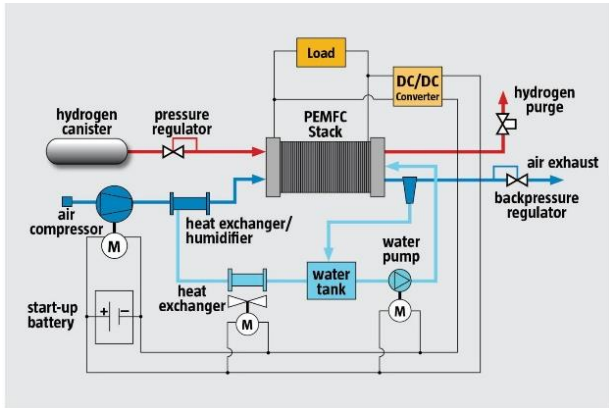 Load
DC/DC
Converter
hydrogen
purge
hydrogen
canister
pressure
regulator
PEMFC
Stack
air exhaust
backpressure
regulator
air
compressor
heat exchanger/
humidifier
M
water
pump
water
tank
heat
exchanger
M
M
start-up
battery
+ −